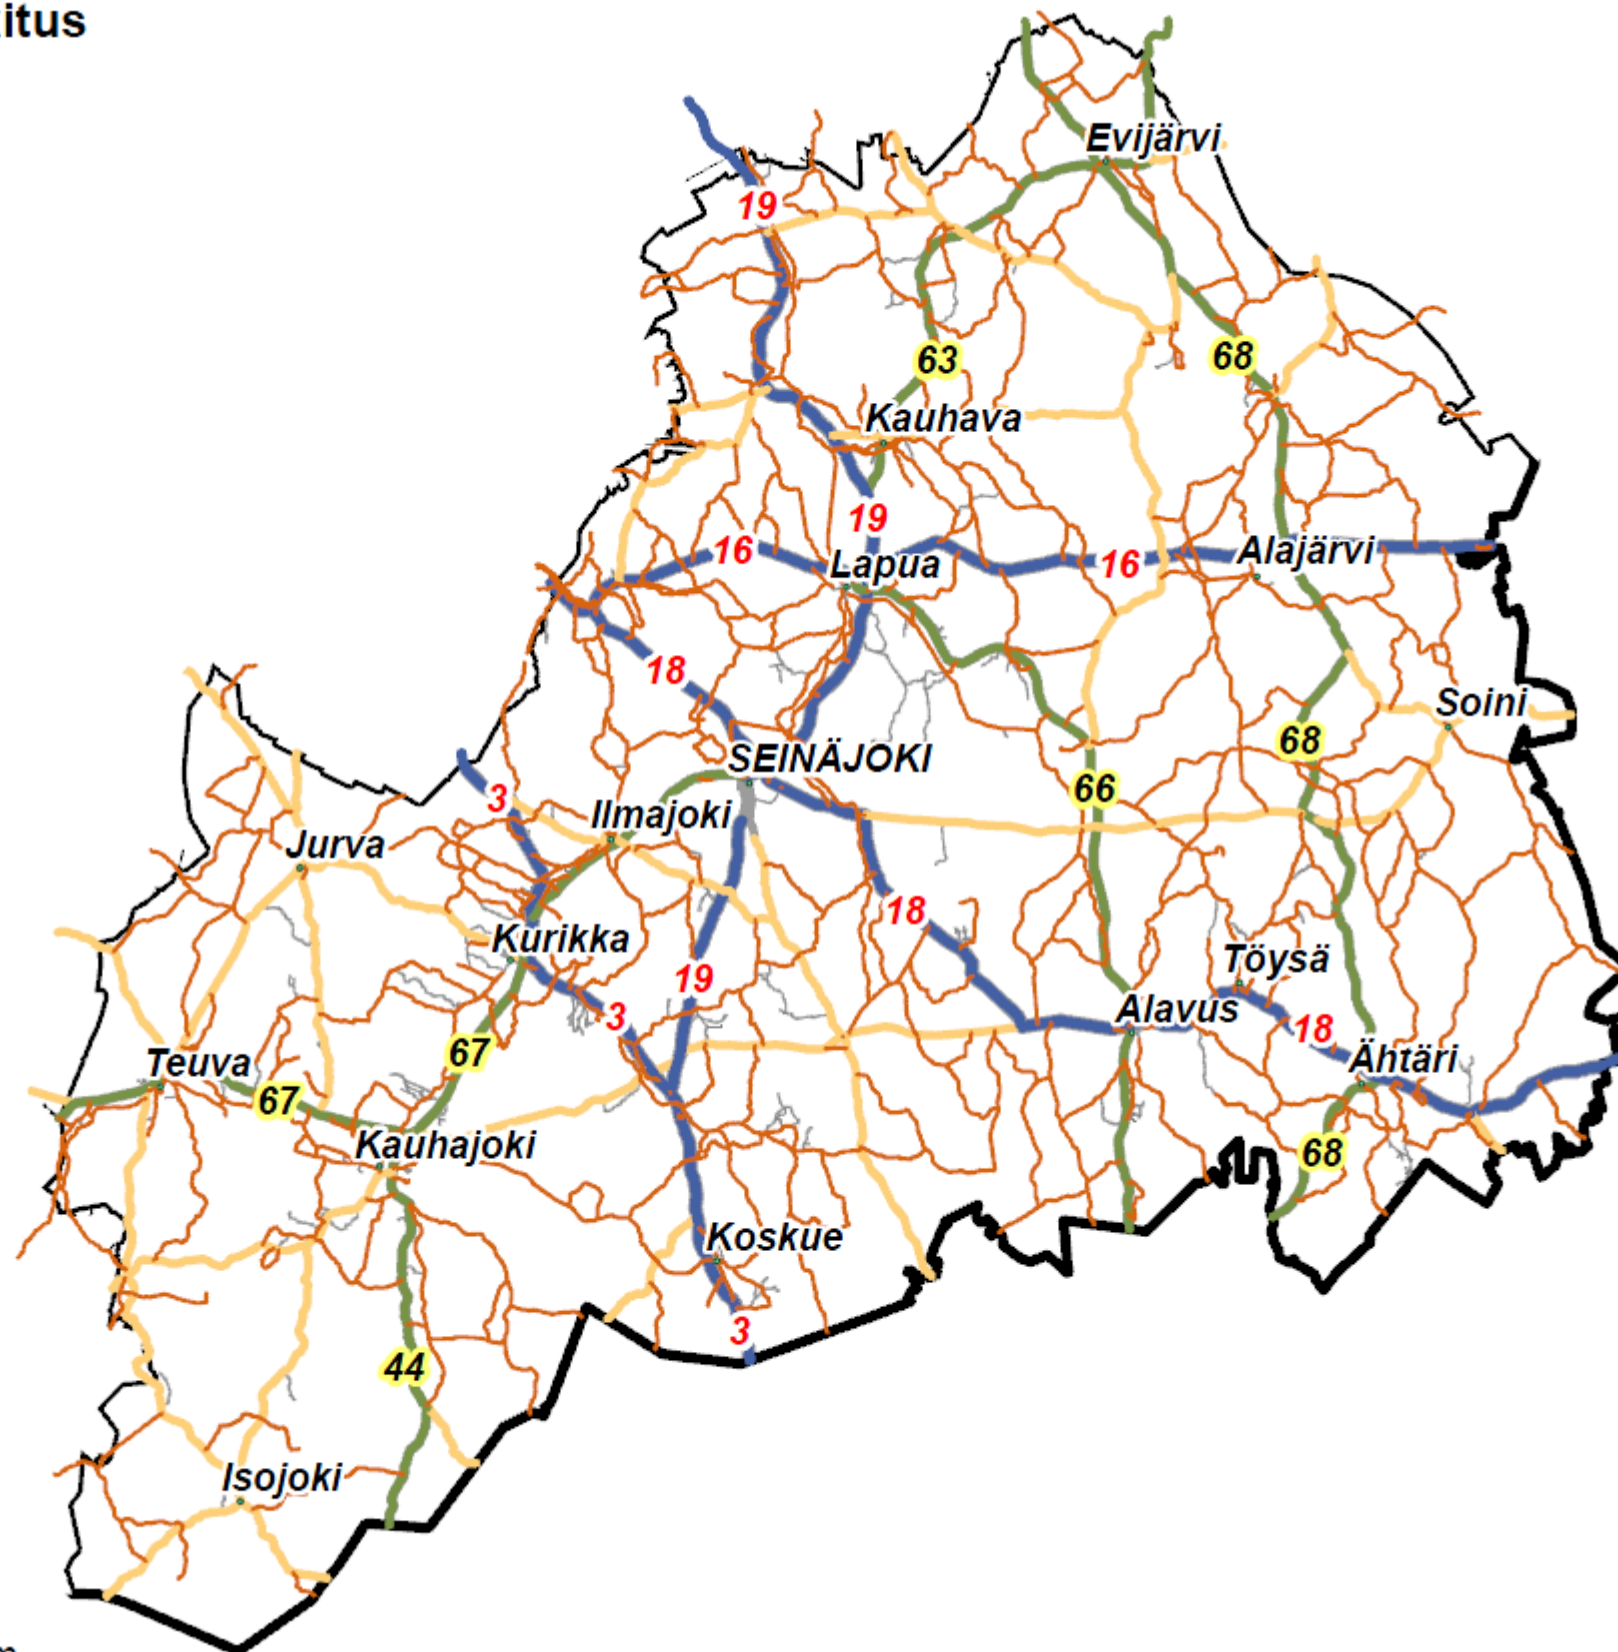 itus
Evijärvi
19
63
68
Kauhava
19
16
16
Alajärvi
Lapua
18
Soini
68
SEINÄJOKI
66
3
Ilmajoki
Jurva
18
Kurikka
Töysä
19
Alavus
3
18
67
Ähtäri
Teuva
67
Kauhajoki
68
Koskue
3
44
Isojoki